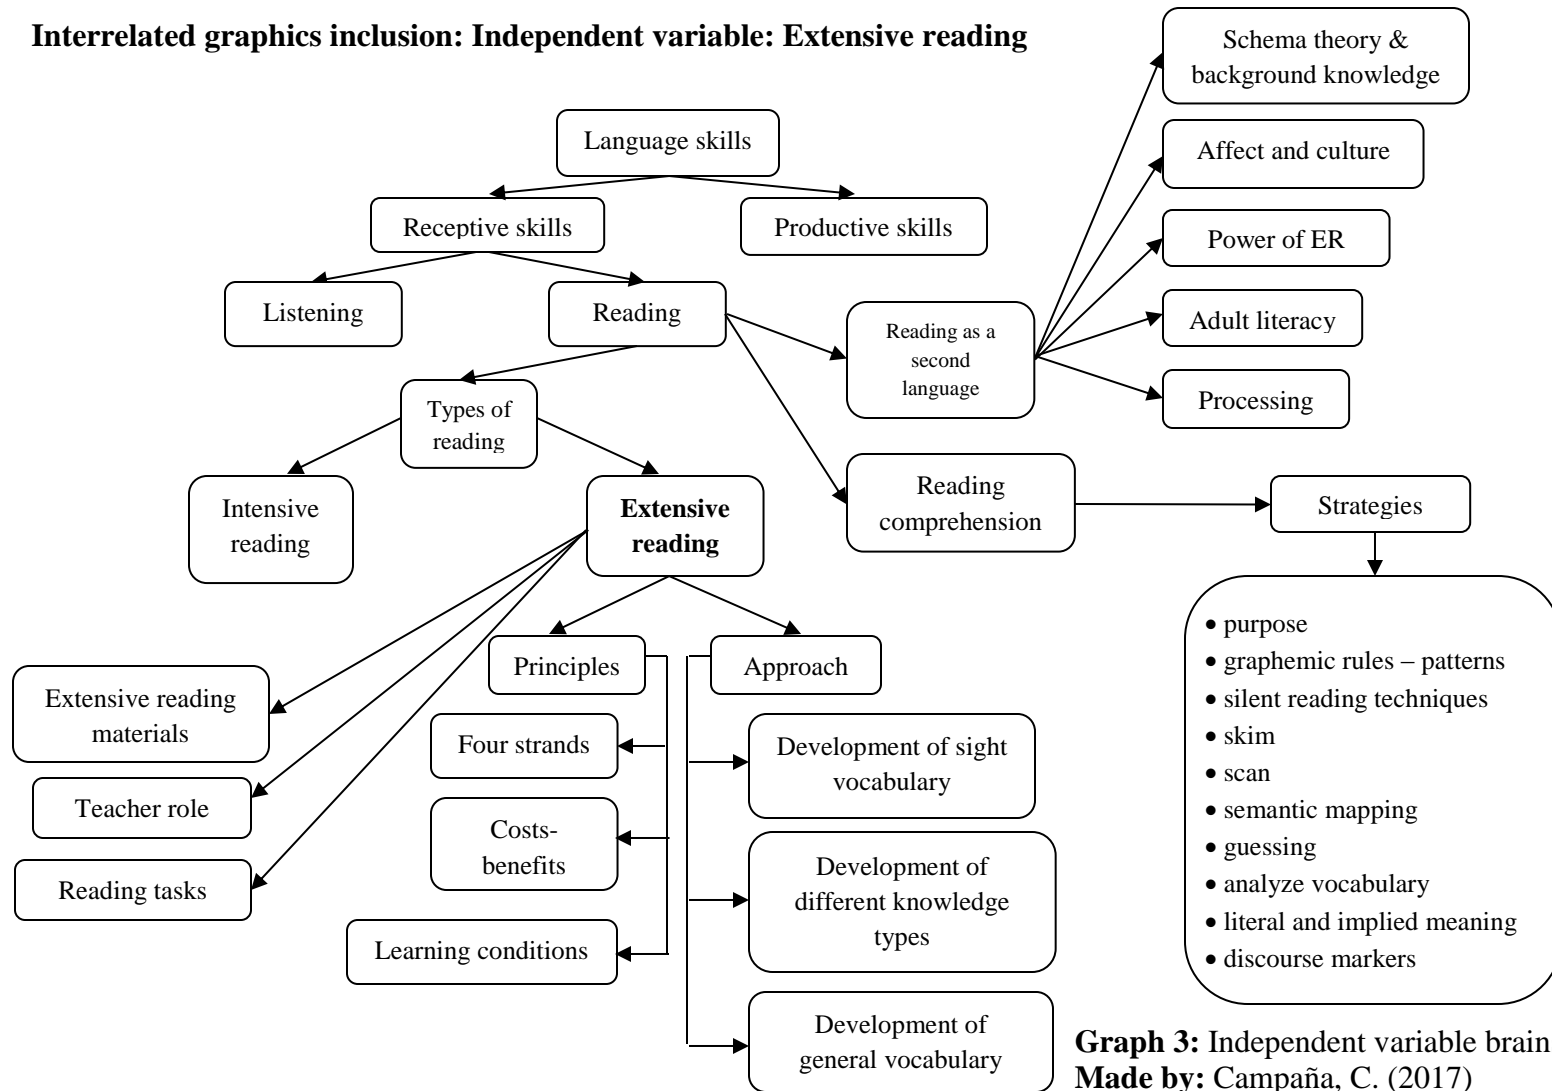 Interrelated graphics inclusion: Independent variable: Extensive reading
Schema theory &
background knowledge
Language skills
Affect and culture
Receptive skills
Productive skills
Power of ER
Listening
Reading
Reading as a
second
language
Adult literacy
Types of
reading
Processing
Intensive
reading
Extensive
reading
Reading
comprehension
Strategies
• purpose
• graphemic rules – patterns
• silent reading techniques
• skim
• scan
• semantic mapping
• guessing
• analyze vocabulary
• literal and implied meaning
• discourse markers
Principles
Approach
Extensive reading
materials
Teacher role
Reading tasks
Four strands
Costs-
benefits
Learning conditions
Development of sight
vocabulary
Development of
different knowledge
types
Development of
general vocabulary
Graph 3: Independent variable brain
Made by: Campaña, C. (2017)